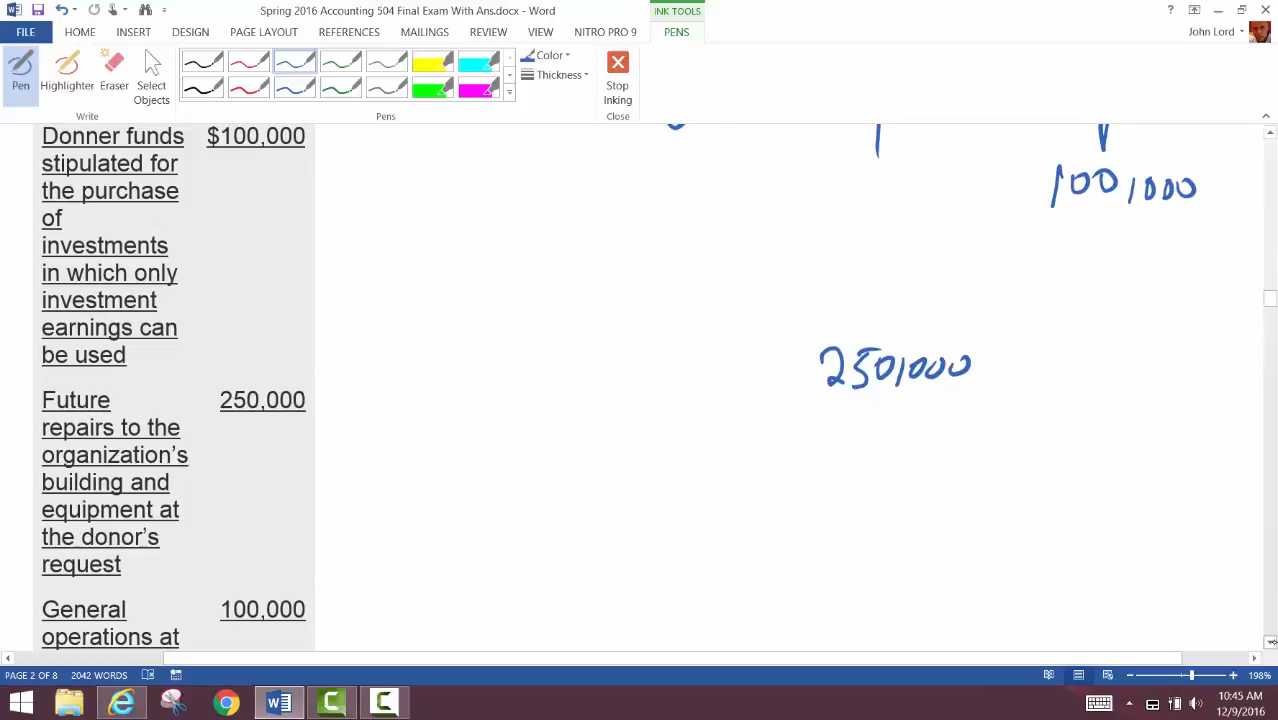 Spring 2016 Accounting 504 Final Exam With Ans.docx - Word
INK TOOLS
FILE HOME INSERT DESIGN PAGE LAYOUT REFERENCES MAILINGS REVIEW VIEW NITRO PRO 9 PENS
John Lord
Pen
Highlighter
Eraser
Select
Objects
Color
Thickness
Stop
Inking
Write
Pens
Close
Donner funds $100,000
stipulated for
the purchase
of
investments
in which only
investment
earnings can
be used
100,000
250,000
Future 250,000
repairs to the
organization’s
building and
equipment at
the donor’s
request
General 100,000
operations at
PAGE 2 OF 8 2042 WORDS
198%
10:45 AM
12/9/2016